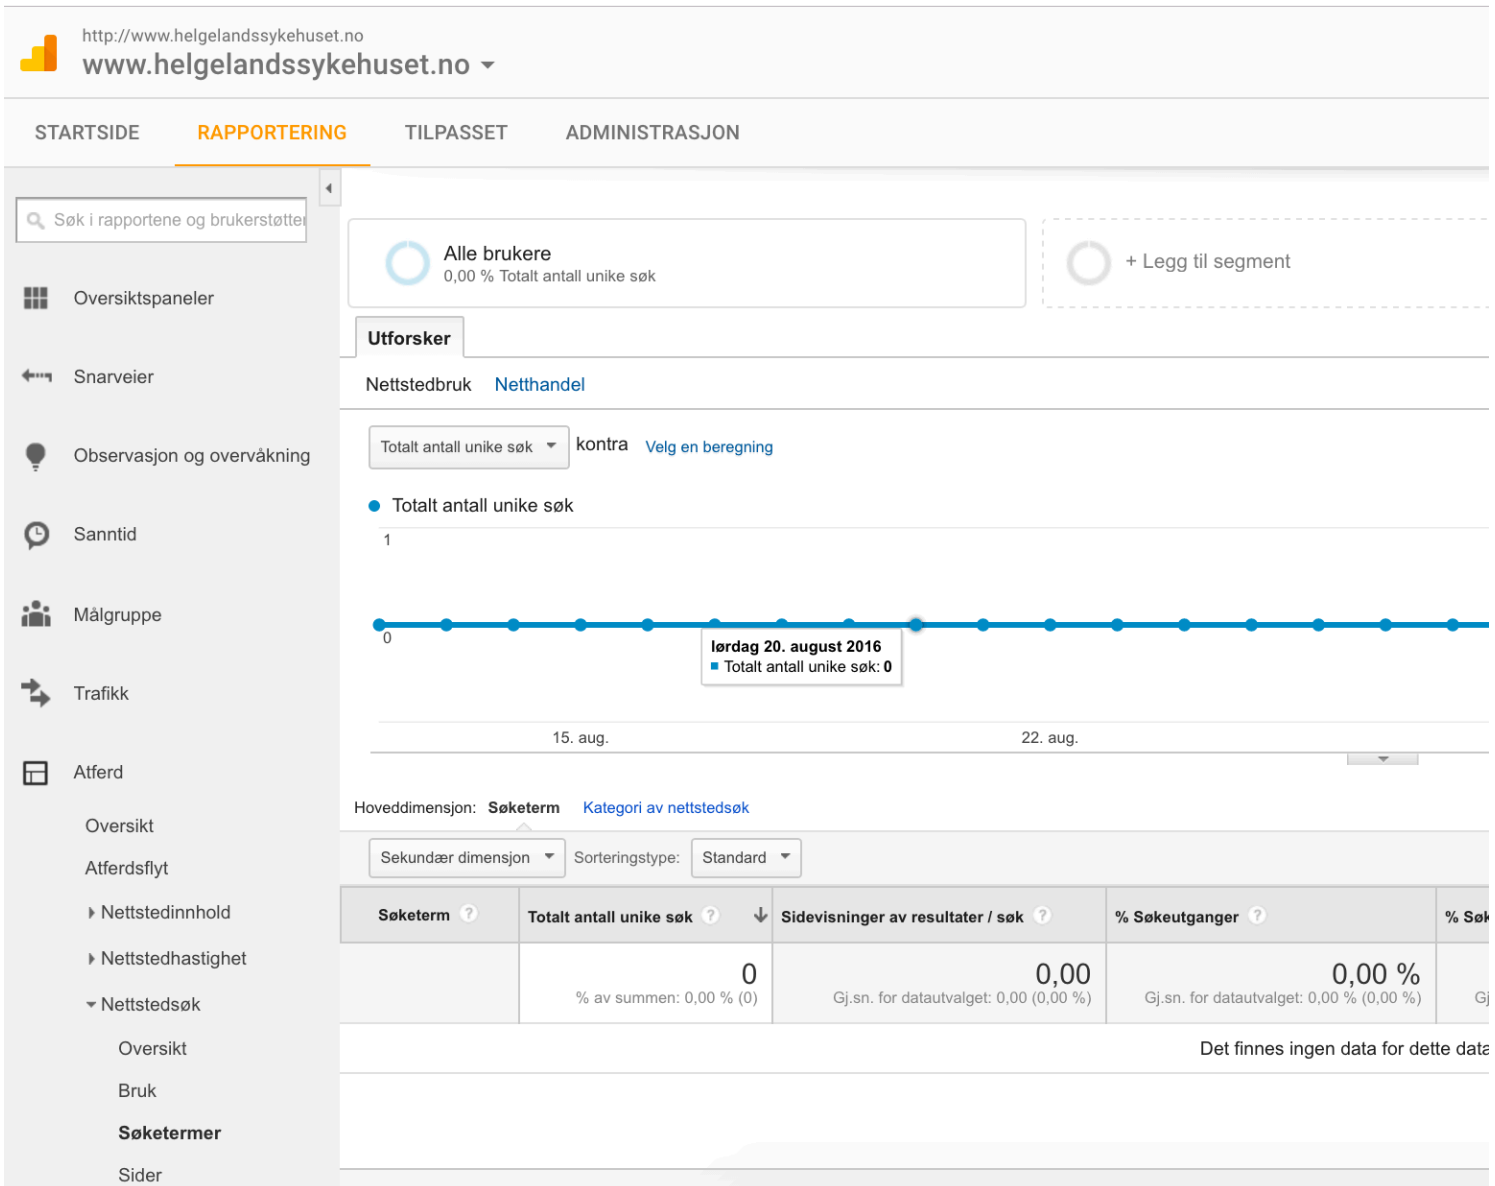 http://www.helgelandssykehuset.no
www.helgelandssykehuset.no
STARTSIDE RAPPORTERING TILPASSET ADMINISTRASJON
Søk i rapportene og brukerstøtte
Oversiktspaneler
Snarveier
Observasjon og overvåkning
Sanntid
Målgruppe
Trafikk
Atferd
Oversikt
Atferdsflyt
Nettstedinnhold
Nettstedhastighet
Nettstedsøk
Oversikt
Bruk
Søketermer
Sider
Alle brukere
0,00 % Totalt antall unike søk
+ Legg til segment
Utforsker
Nettstedbruk Netthandel
Totalt antall unike søk kontra Velg en beregning
Totalt antall unike søk
1
0
lørdag 20. august 2016
Totalt antall unike søk: 0
15. aug. 22. aug.
Hoveddimensjon: Søketerm Kategori av nettstedsøk
Sekundær dimensjon Sorteringstype: Standard
Søketerm ? Totalt antall unike søk ? Sidevisninger av resultater / søk ? % Søkeutganger ? % Søk
0 0,00 0,00 %
% av summen: 0,00 % (0) Gj.sn. for datautvalget: 0,00 (0,00 %) Gj.sn. for datautvalget: 0,00 % (0,00 %) Gj
Det finnes ingen data for dette data